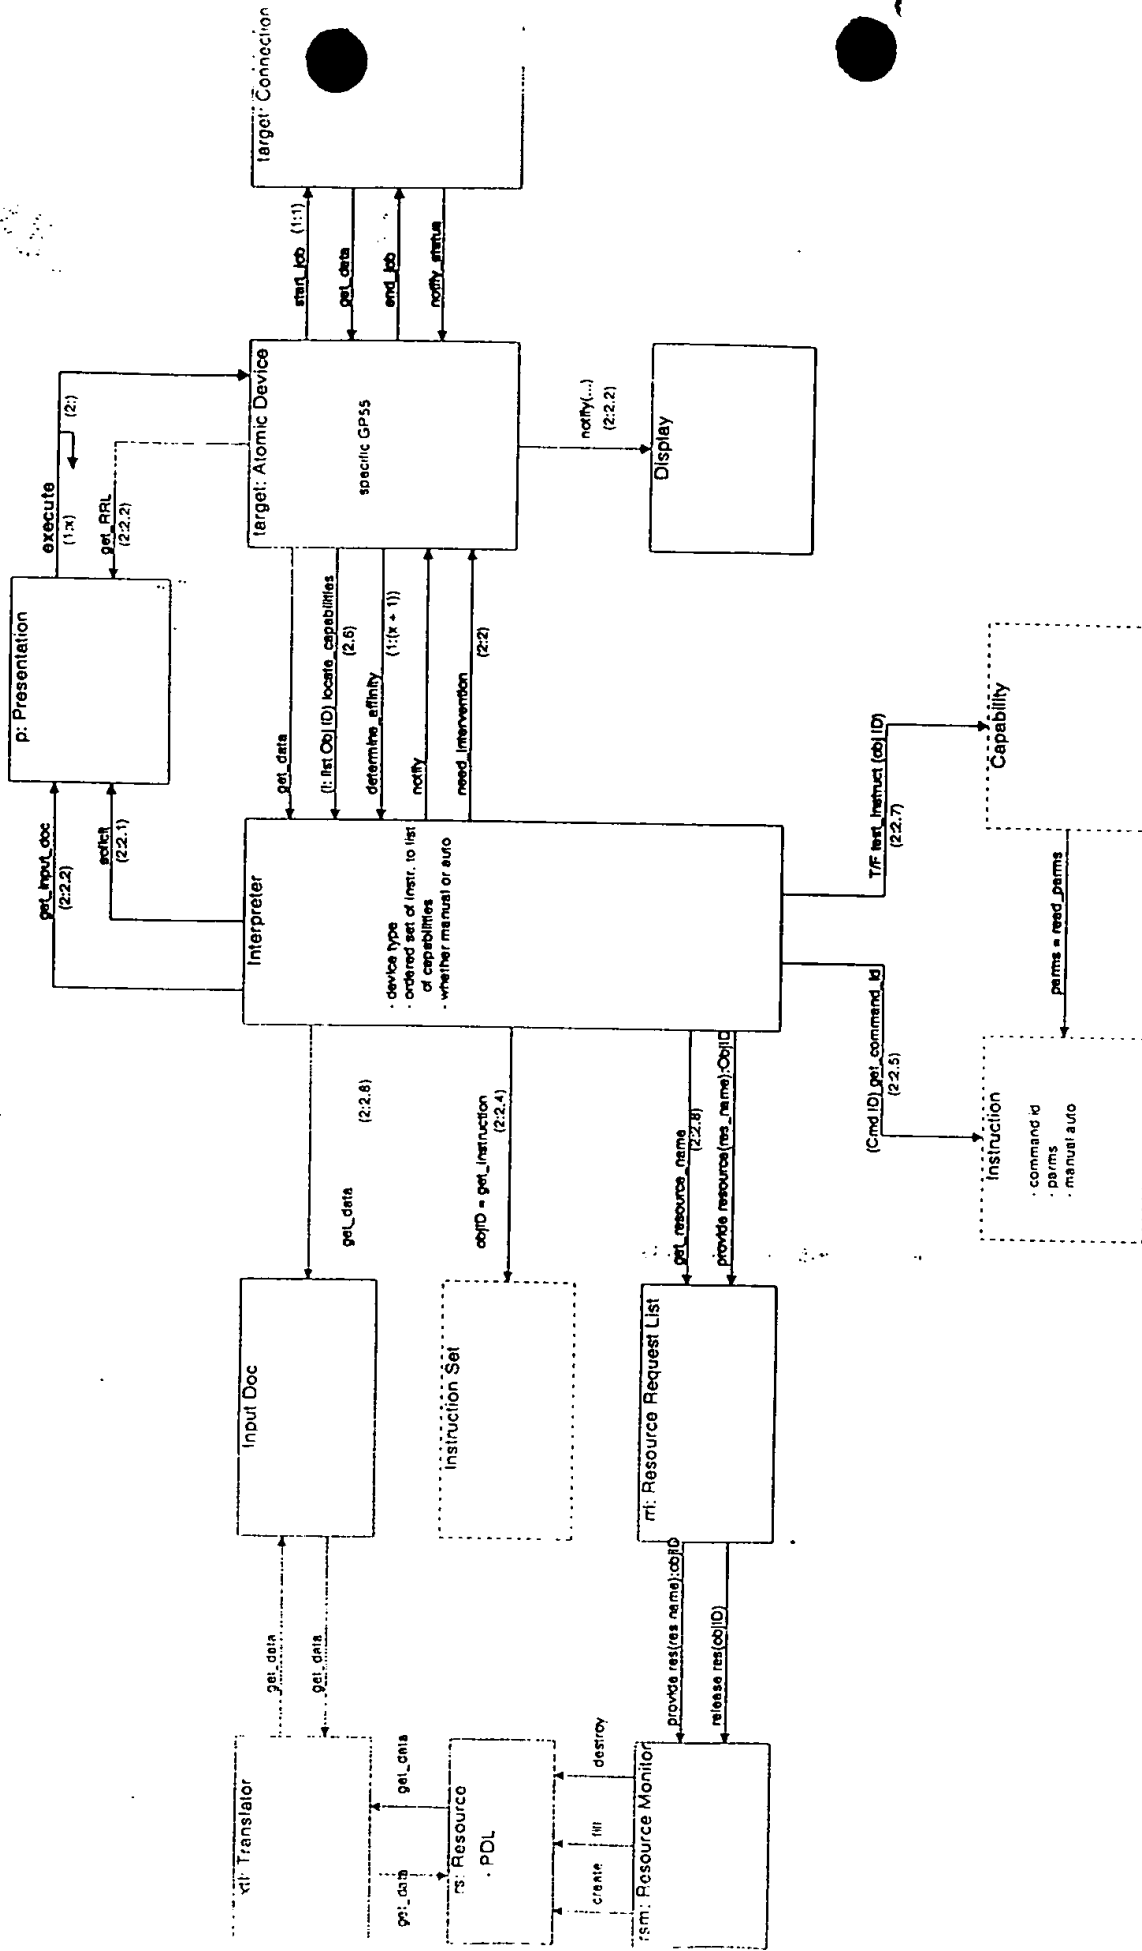 p: Presentation
get_input_doc
(2:2.2)
solicit
(2:2.1)
execute
(1:x)
(2:)
get_RRL
(2:2.2)
xtl: Translator
get_data
get_data
Input Doc
get_data
(2:2.8)
Interpreter
· device type
· ordered set of instr. to list
of capabilities
· whether manual or auto
get_data
(l: list Obj ID) locate_capabilities
(2.6)
determine_affinity
(1:(x + 1))
notify
need_intervention
(2:2)
target: Atomic Device
specific GP55
start_job
(1:1)
get_data
end_job
notify_status
target: Connection
get_data
get_data
rs: Resource
· PDL
Instruction Set
objID = get_instruction
(2:2.4)
notify(...)
(2:2.2)
Display
create
fill
destroy
rsm: Resource Monitor
provide res(res name):objID
release res(objID)
rrl: Resource Request List
get_resource_name
(2:2.8)
provide resource(res_name):ObjID
(Cmd ID) get_command_id
(2:2.5)
T/F test_instruct (obj ID)
(2:2.7)
Instruction
· command id
· parms
· manual auto
parms = read_parms
Capability